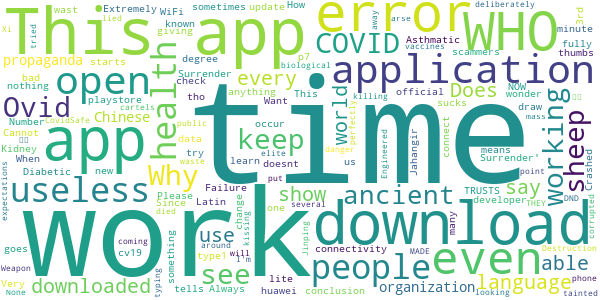 This app error WHO
time work download
COVID application
app open health every
Ovid useless Why keep
even people ancient
show see use say
working sheep able
language organization
downloaded Does world
Chinese propaganda
Extremely WiFi update How
sometimes known lied
Xi tried wast giving
bad nothing starts
degree Surrender check
playstore tho
Number Cannot occur
Want anything This
p7 biological
Asthmatic scammers vaccines
minute deliberately arse away
3rd fully thumbs
official killing cartels
perfectly NOW wonder draw
mass sucks connect
public data waste
try learn doesnt us
danger elite
Kidney When Diabetic
new CovidSafe
Please Since died
Engineered Jahangir
means Surrender'
TRUSTS developer
Crashed point
Latin Failure change
one put several
connectivity many
THEY DND corrupted
expectations goes
Weapon None Very
coming cv19 typing
something type1
around will I'm
kissing Jinping MADE
lite huawei conclusion
tells Always
looking phone
Destruction tainted